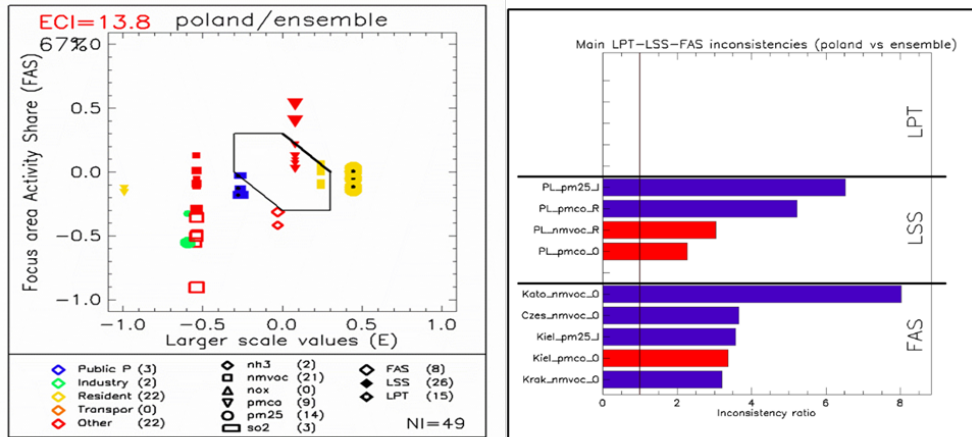 ECI=13.8 poland/ensemble
67%
1.0
0.5
0.0
-0.5
-1.0
Focus area Activity Share (FAS)
-1.0 -0.5 0.0 0.5 1.0
Larger scale values (E)
Public P (3)
Industry (2)
Resident (22)
Transpor (0)
Other (22)
nh3 (2)
nmvoc (21)
nox (0)
pmco (9)
pm25 (14)
so2 (3)
FAS (8)
LSS (26)
LPT (15)
NI=49
Main LPT-LSS-FAS inconsistencies (poland vs ensemble)
LPT
PL_pm25_I
PL_pmco_R
PL_nmvoc_R
PL_pmco_O
LSS
Kato_nmvoc_O
Czes_nmvoc_O
Kiel_pm25_I
Kiel_pmco_O
Krak_nmvoc_O
FAS
0 2 4 6 8
Inconsistency ratio